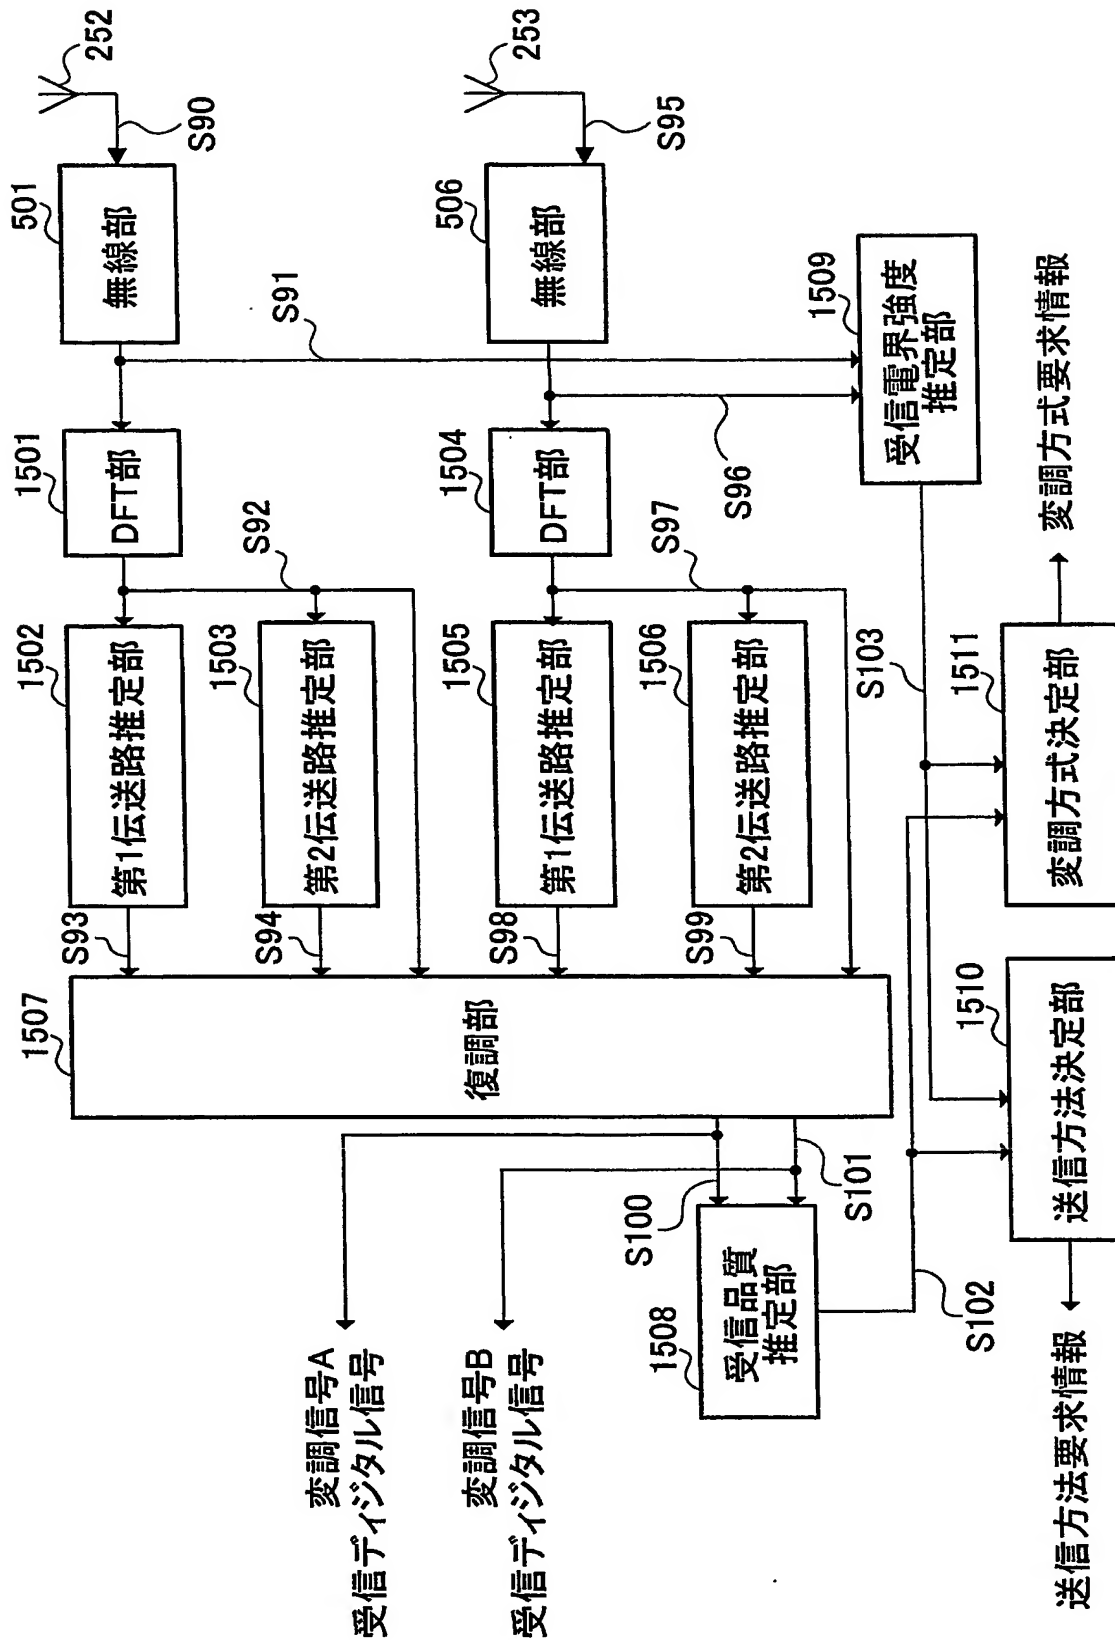 252
S90
501
無線部
S91
1501
DFT部
S92
1502
第1伝送路推定部
S93
1503
第2伝送路推定部
S94
253
S95
506
無線部
S96
1504
DFT部
S97
1505
第1伝送路推定部
S98
1506
第2伝送路推定部
S99
1507
復調部
S100
S101
変調信号A
受信ディジタル信号
変調信号B
受信ディジタル信号
1508
受信品質
推定部
S102
1509
受信電界強度
推定部
S103
1511
変調方式決定部
変調方式要求情報
1510
送信方法決定部
送信方法要求情報